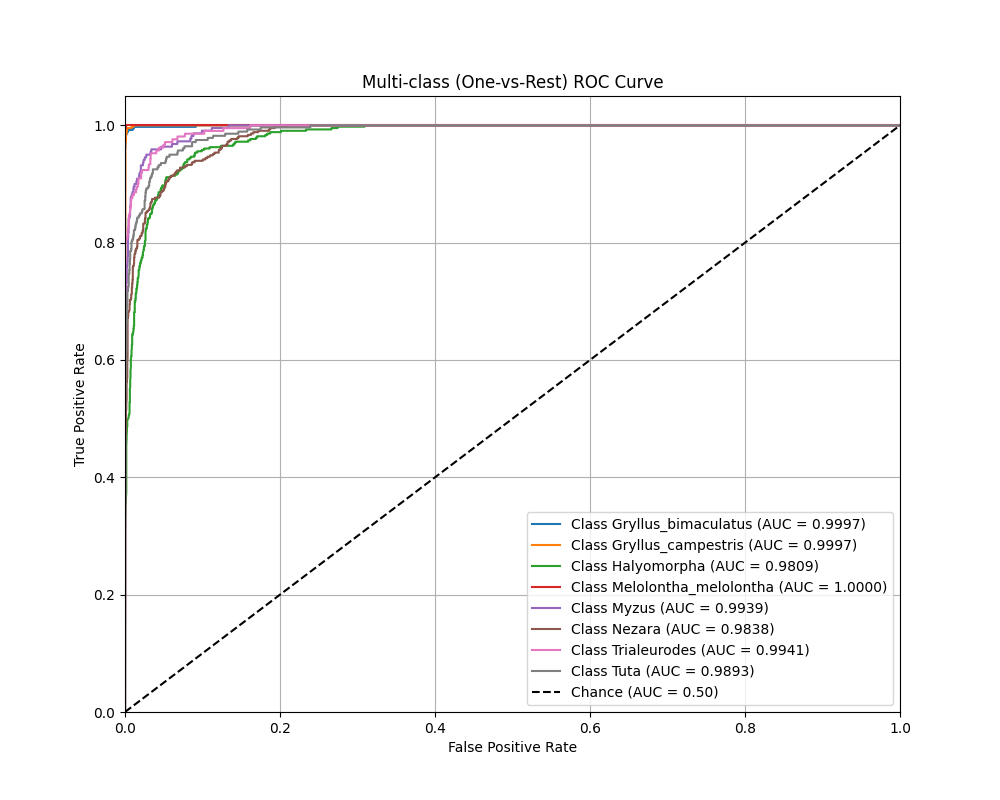 Multi-class (One-vs-Rest) ROC Curve
True Positive Rate
1.0
0.8
0.6
0.4
0.2
0.0
Class Gryllus_bimaculatus (AUC = 0.9997)
Class Gryllus_campestris (AUC = 0.9997)
Class Halyomorpha (AUC = 0.9809)
Class Melolontha_melolontha (AUC = 1.0000)
Class Myzus (AUC = 0.9939)
Class Nezara (AUC = 0.9838)
Class Trialeurodes (AUC = 0.9941)
Class Tuta (AUC = 0.9893)
Chance (AUC = 0.50)
0.0 0.2 0.4 0.6 0.8 1.0
False Positive Rate